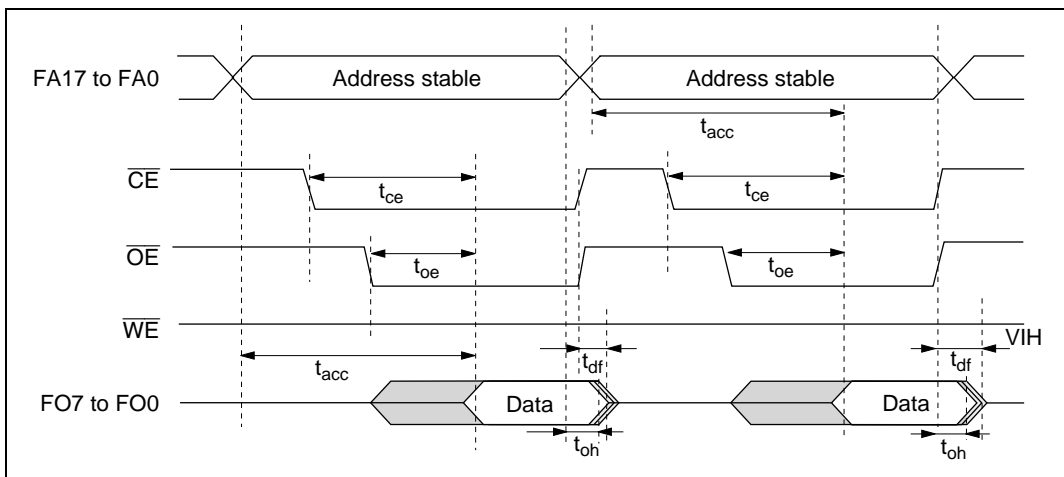 FA17 to FA0
Address stable
Address stable
tacc
CE
tce
tce
OE
toe
toe
WE
VIH
tacc
tdf
tdf
FO7 to FO0
Data
Data
toh
toh